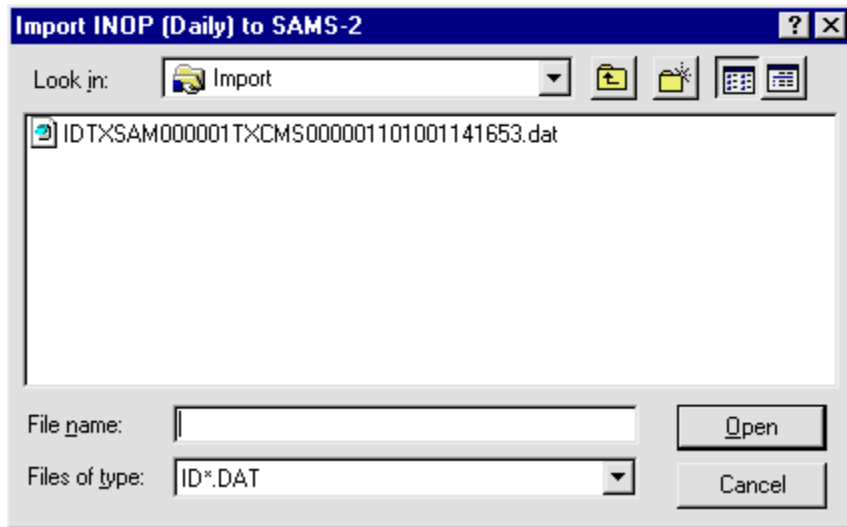 Import INOP (Daily) to SAMS-2
Look in: Import
IDTXSAM000001TXCMS000001101001141653.dat
File name: Open
Files of type: ID*.DAT Cancel